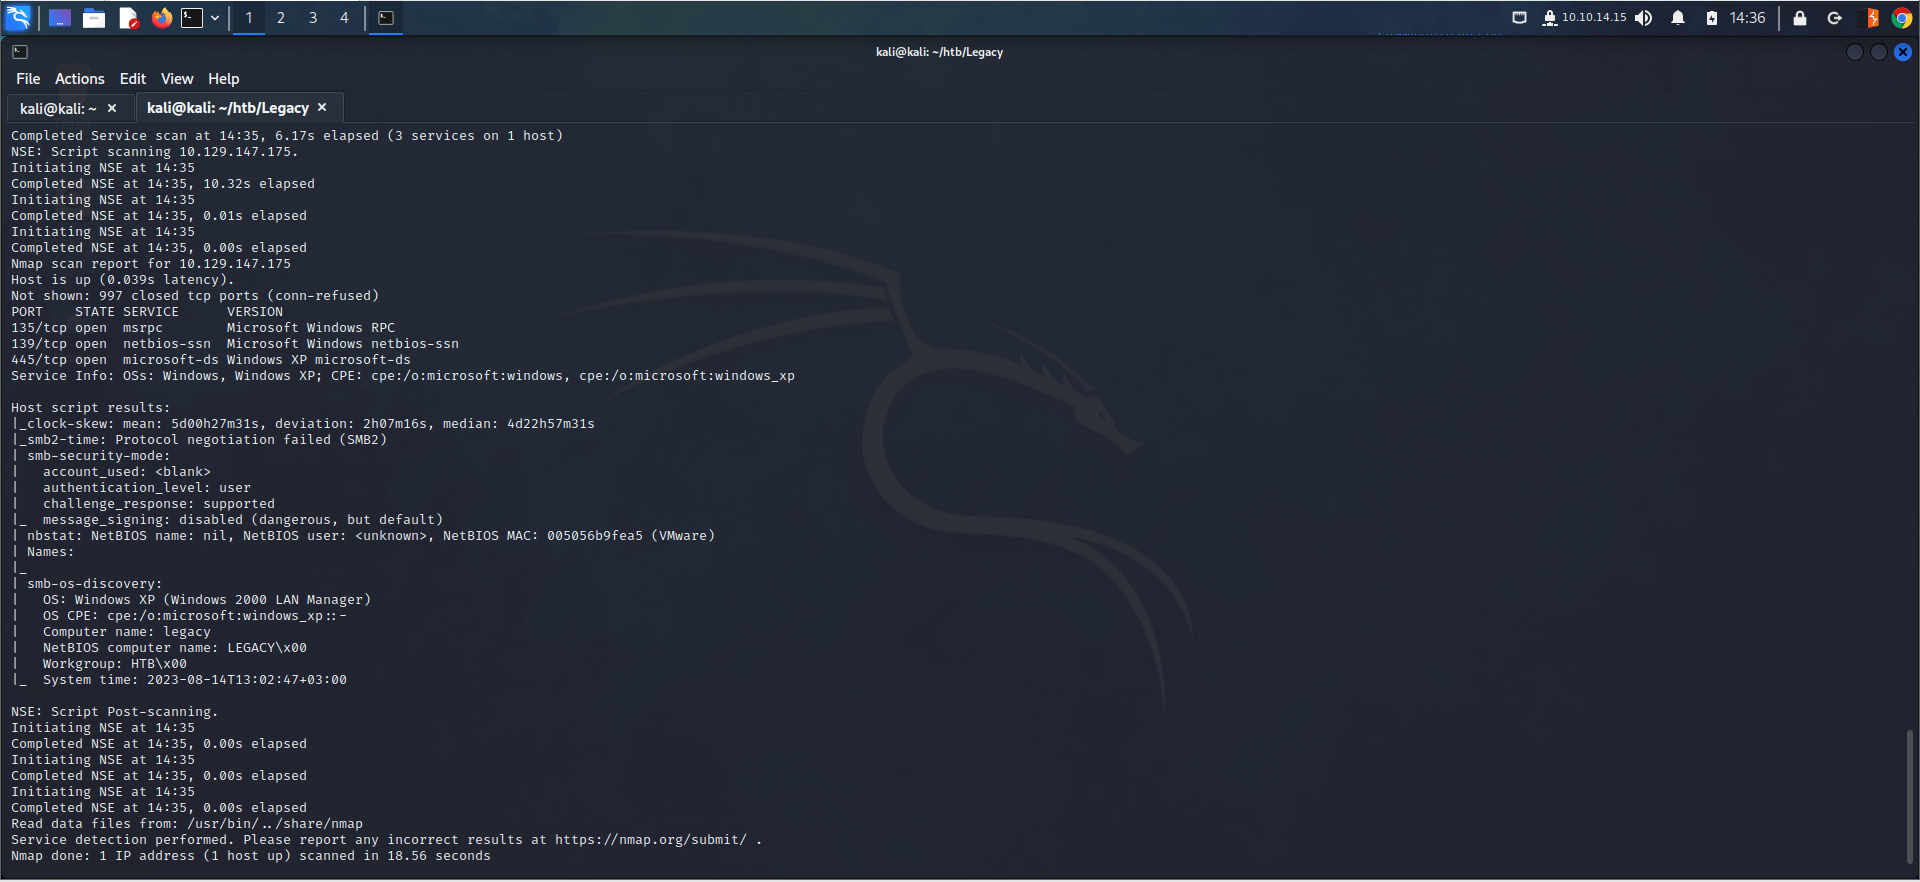 1 2 3 4 10.10.14.15 14:36
kali@kali: ~/htb/Legacy
File Actions Edit View Help
kali@kali: ~ × kali@kali: ~/htb/Legacy ×
Completed Service scan at 14:35, 6.17s elapsed (3 services on 1 host)
NSE: Script scanning 10.129.147.175.
Initiating NSE at 14:35
Completed NSE at 14:35, 10.32s elapsed
Initiating NSE at 14:35
Completed NSE at 14:35, 0.01s elapsed
Initiating NSE at 14:35
Completed NSE at 14:35, 0.00s elapsed
Nmap scan report for 10.129.147.175
Host is up (0.039s latency).
Not shown: 997 closed tcp ports (conn-refused)
PORT    STATE SERVICE      VERSION
135/tcp open  msrpc        Microsoft Windows RPC
139/tcp open  netbios-ssn  Microsoft Windows netbios-ssn
445/tcp open  microsoft-ds Windows XP microsoft-ds
Service Info: OSs: Windows, Windows XP; CPE: cpe:/o:microsoft:windows, cpe:/o:microsoft:windows_xp
Host script results:
|_clock-skew: mean: 5d00h27m31s, deviation: 2h07m16s, median: 4d22h57m31s
|_smb2-time: Protocol negotiation failed (SMB2)
| smb-security-mode:
|   account_used: <blank>
|   authentication_level: user
|   challenge_response: supported
|_  message_signing: disabled (dangerous, but default)
| nbstat: NetBIOS name: nil, NetBIOS user: <unknown>, NetBIOS MAC: 005056b9fea5 (VMware)
| Names:
|_
| smb-os-discovery:
|   OS: Windows XP (Windows 2000 LAN Manager)
|   OS CPE: cpe:/o:microsoft:windows_xp::-
|   Computer name: legacy
|   NetBIOS computer name: LEGACY\x00
|   Workgroup: HTB\x00
|_  System time: 2023-08-14T13:02:47+03:00
NSE: Script Post-scanning.
Initiating NSE at 14:35
Completed NSE at 14:35, 0.00s elapsed
Initiating NSE at 14:35
Completed NSE at 14:35, 0.00s elapsed
Initiating NSE at 14:35
Completed NSE at 14:35, 0.00s elapsed
Read data files from: /usr/bin/../share/nmap
Service detection performed. Please report any incorrect results at https://nmap.org/submit/ .
Nmap done: 1 IP address (1 host up) scanned in 18.56 seconds